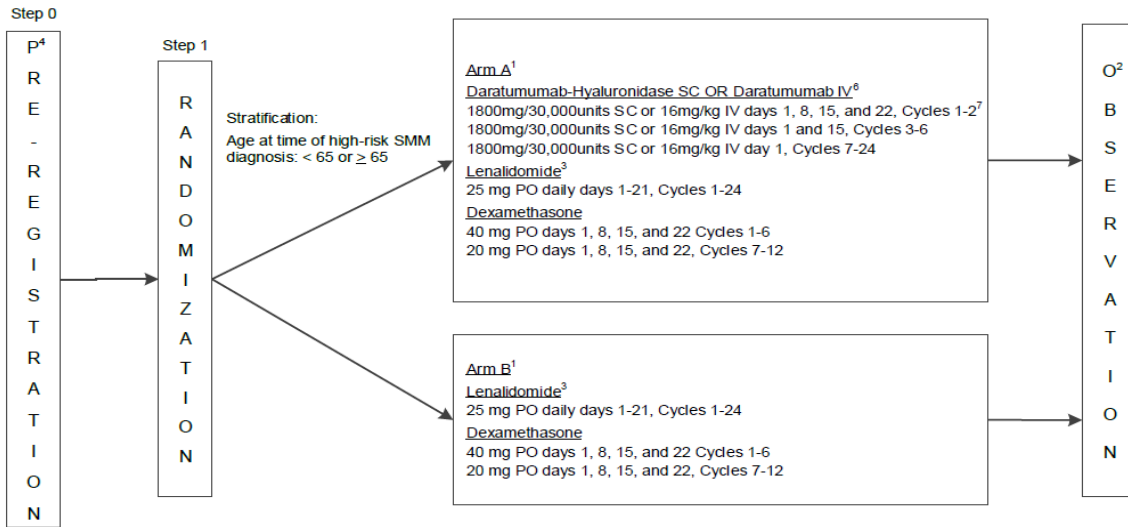 Step 0
P⁴
R
E
-
R
E
G
I
S
T
R
A
T
I
O
N
Step 1
R
A
N
D
O
M
I
Z
A
T
I
O
N
Stratification:
Age at time of high-risk SMM
diagnosis: < 65 or ≥ 65
Arm A¹
Daratumumab-Hyaluronidase SC OR Daratumumab IV⁶
1800mg/30,000units SC or 16mg/kg IV days 1, 8, 15, and 22, Cycles 1-2⁷
1800mg/30,000units SC or 16mg/kg IV days 1 and 15, Cycles 3-6
1800mg/30,000units SC or 16mg/kg IV day 1, Cycles 7-24
Lenalidomide³
25 mg PO daily days 1-21, Cycles 1-24
Dexamethasone
40 mg PO days 1, 8, 15, and 22 Cycles 1-6
20 mg PO days 1, 8, 15, and 22, Cycles 7-12
Arm B¹
Lenalidomide³
25 mg PO daily days 1-21, Cycles 1-24
Dexamethasone
40 mg PO days 1, 8, 15, and 22 Cycles 1-6
20 mg PO days 1, 8, 15, and 22, Cycles 7-12
O²
B
S
E
R
V
A
T
I
O
N